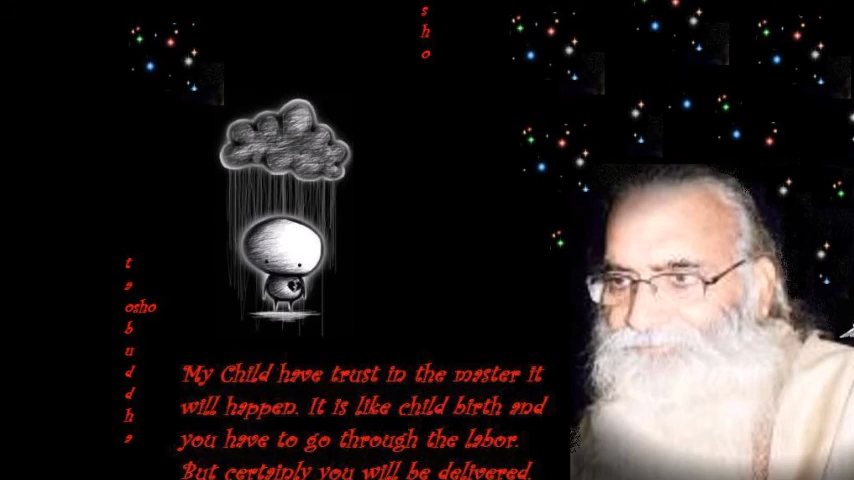 s
h
o
t
a
osho
b
u
d
d
h
a
My Child have trust in the master it
will happen. It is like child birth and
you have to go through the labor.
But certainly you will be delivered.